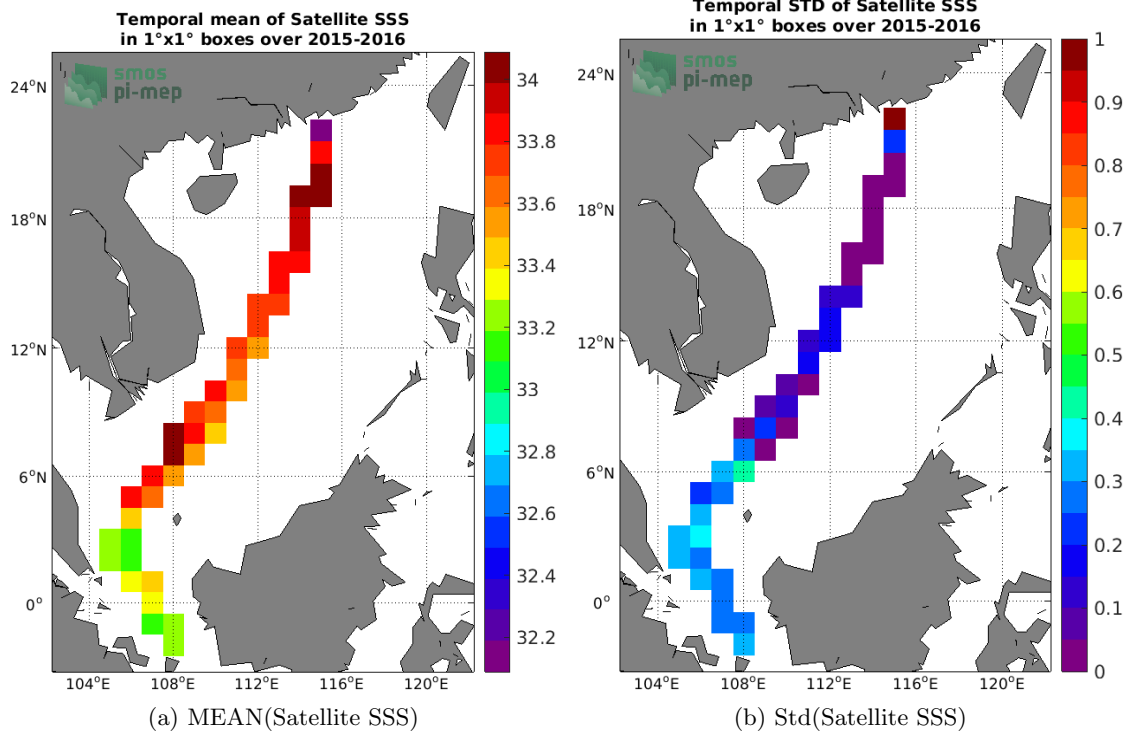 Temporal mean of Satellite SSS
in 1°x1° boxes over 2015-2016
smos
pi-mep
24°N
18°N
12°N
6°N
0°
104°E
108°E
112°E
116°E
120°E
34
33.8
33.6
33.4
33.2
33
32.8
32.6
32.4
32.2
(a) MEAN(Satellite SSS)
Temporal STD of Satellite SSS
in 1°x1° boxes over 2015-2016
smos
pi-mep
24°N
18°N
12°N
6°N
0°
104°E
108°E
112°E
116°E
120°E
1
0.9
0.8
0.7
0.6
0.5
0.4
0.3
0.2
0.1
0
(b) Std(Satellite SSS)